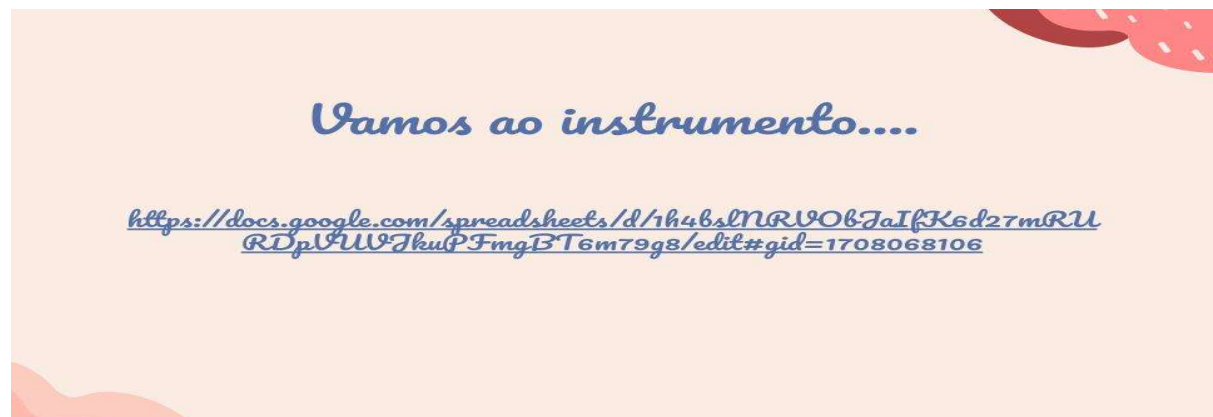 Vamos ao instrumento....
https://docs.google.com/spreadsheets/d/1h4bslNRVObJaIfK6d27mRU
RDpVUVJkuPFmgBT6m79g8/edit#gid=1708068106